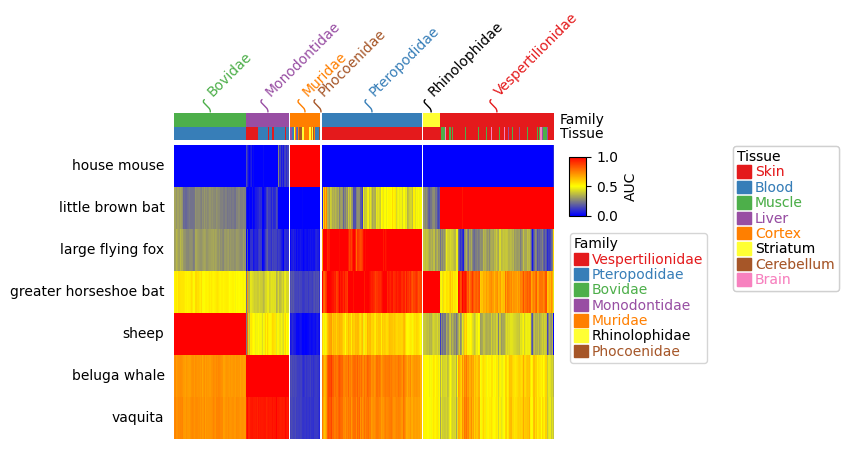 Bovidae
Monodontidae
Muridae
Phocoenidae
Pteropodidae
Rhinolophidae
Vespertilionidae
Family
Tissue
house mouse
little brown bat
large flying fox
greater horseshoe bat
sheep
beluga whale
vaquita
1.0
0.5
0.0
AUC
Family
Vespertilionidae
Pteropodidae
Bovidae
Monodontidae
Muridae
Rhinolophidae
Phocoenidae
Tissue
Skin
Blood
Muscle
Liver
Cortex
Striatum
Cerebellum
Brain